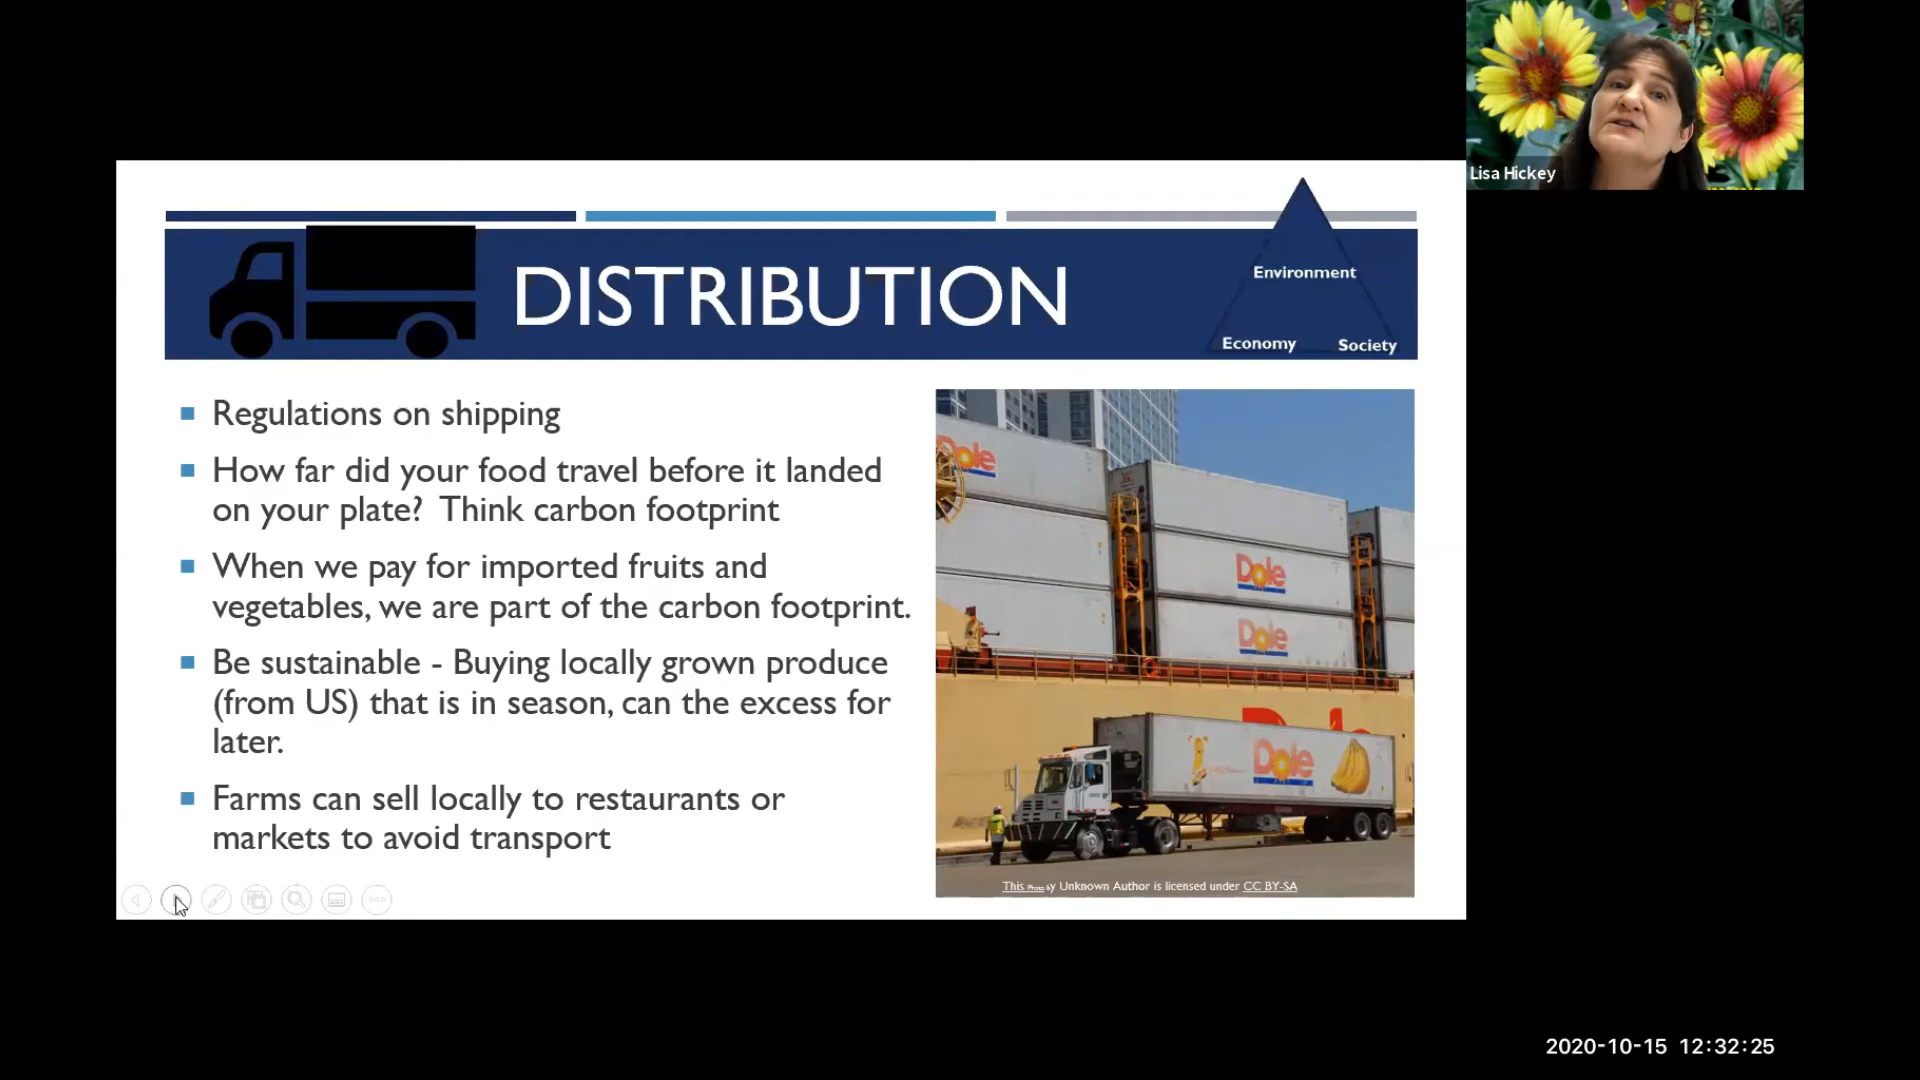 Lisa Hickey
DISTRIBUTION
Environment
Economy
Society
Regulations on shipping
How far did your food travel before it landed
on your plate? Think carbon footprint
When we pay for imported fruits and
vegetables, we are part of the carbon footprint.
Be sustainable - Buying locally grown produce
(from US) that is in season, can the excess for
later.
Farms can sell locally to restaurants or
markets to avoid transport
Dole
Dole
Dole
Dole
This Photo by Unknown Author is licensed under CC BY-SA
2020-10-15 12:32:25